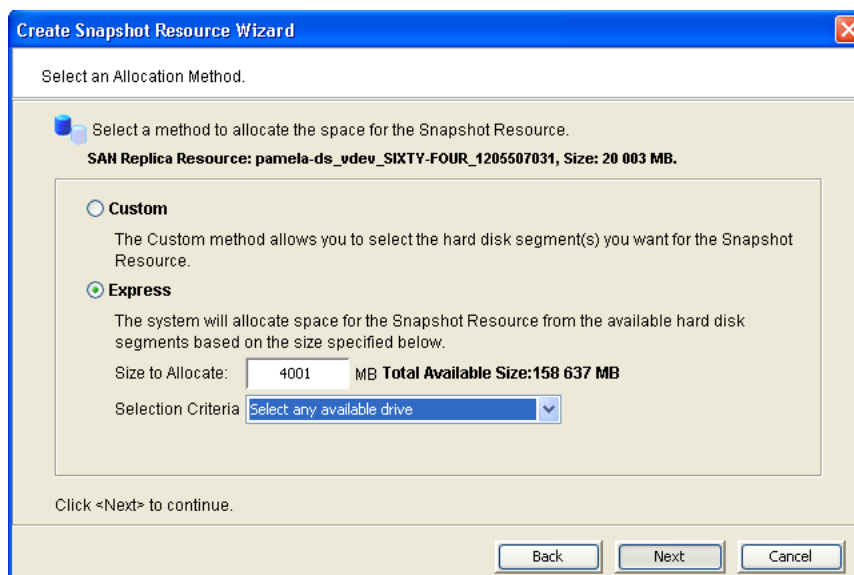 Create Snapshot Resource Wizard
Select an Allocation Method.
Select a method to allocate the space for the Snapshot Resource.
SAN Replica Resource: pamela-ds_vdev_SIXTY-FOUR_1205507031, Size: 20 003 MB.
Custom
The Custom method allows you to select the hard disk segment(s) you want for the Snapshot
Resource.
Express
The system will allocate space for the Snapshot Resource from the available hard disk
segments based on the size specified below.
Size to Allocate: 4001 MB Total Available Size:158 637 MB
Selection Criteria Select any available drive
Click <Next> to continue.
Back Next Cancel